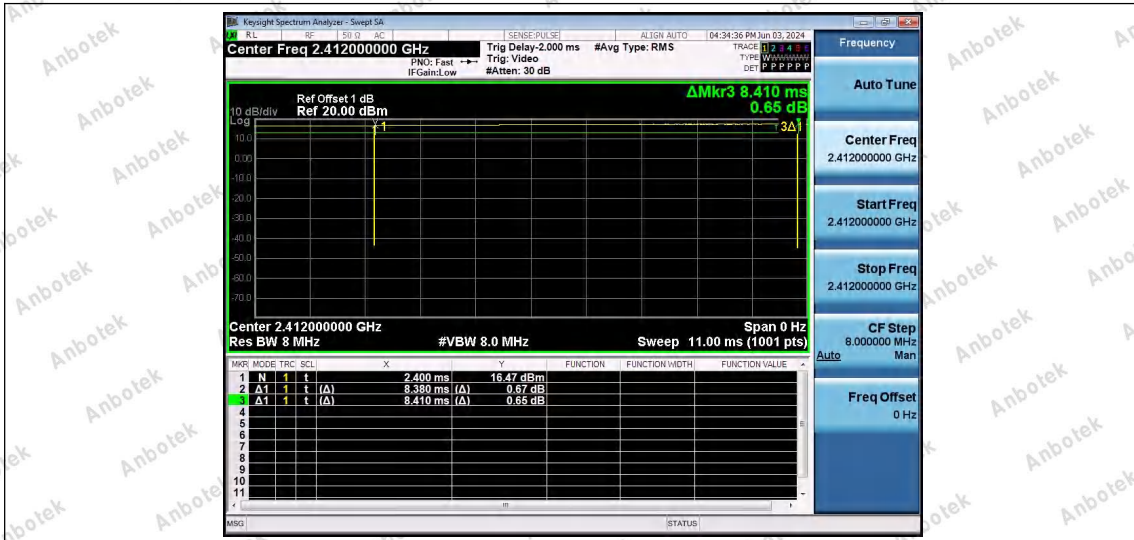 Keysight Spectrum Analyzer - Swept SA
RL RF 50 Ω AC SENSE:PULSE ALIGN AUTO 04:34:36 PM Jun 03, 2024
Center Freq 2.412000000 GHz
PNO: Fast
IFGain:Low
Trig Delay-2.000 ms
Trig: Video
#Atten: 30 dB
#Avg Type: RMS
TRACE 1 2 3 4 5 6
TYPE WWWWWW
DET P P P P P P
ΔMkr3 8.410 ms
0.65 dB
Ref Offset 1 dB
10 dB/div Ref 20.00 dBm
Log
1
3Δ1
10.0
0.00
-10.0
-20.0
-30.0
-40.0
-50.0
-60.0
-70.0
Center 2.412000000 GHz Span 0 Hz
Res BW 8 MHz #VBW 8.0 MHz Sweep 11.00 ms (1001 pts)
MKR MODE TRC SCL X Y FUNCTION FUNCTION WIDTH FUNCTION VALUE
1 N 1 t 2.400 ms 16.47 dBm
2 Δ1 1 t (Δ) 8.380 ms (Δ) 0.67 dB
3 Δ1 1 t (Δ) 8.410 ms (Δ) 0.65 dB
4
5
6
7
8
9
10
11
MSG STATUS
Frequency
Auto Tune
Center Freq
2.412000000 GHz
Start Freq
2.412000000 GHz
Stop Freq
2.412000000 GHz
CF Step
8.000000 MHz
Auto Man
Freq Offset
0 Hz
Anbotek